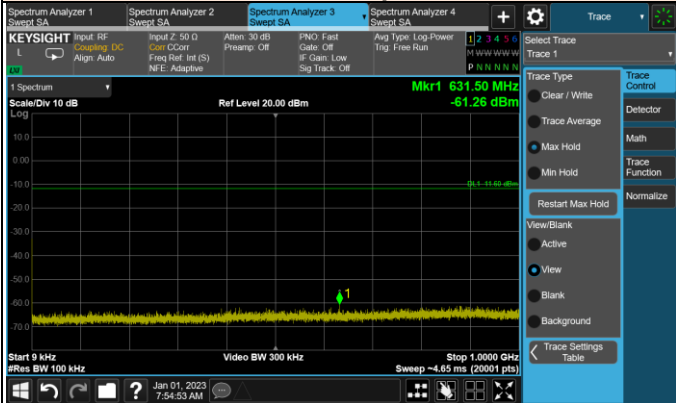 Spectrum Analyzer 1
Swept SA
Spectrum Analyzer 2
Swept SA
Spectrum Analyzer 3
Swept SA
Spectrum Analyzer 4
Swept SA
Trace
KEYSIGHT
L
LXI
Input: RF
Coupling: DC
Align: Auto
Input Z: 50 Ω
Corr CCorr
Freq Ref: Int (S)
NFE: Adaptive
Atten: 30 dB
Preamp: Off
PNO: Fast
Gate: Off
IF Gain: Low
Sig Track: Off
Avg Type: Log-Power
Trig: Free Run
1 2 3 4 5 6
M W W W W W
P N N N N N
Select Trace
Trace 1
1 Spectrum
Mkr1 631.50 MHz
-61.26 dBm
Scale/Div 10 dB
Ref Level 20.00 dBm
Log
10.0
0.00
-10.0
DL1 -11.60 dBm
-20.0
-30.0
-40.0
-50.0
-60.0
-70.0
1
Start 9 kHz
Video BW 300 kHz
Stop 1.0000 GHz
#Res BW 100 kHz
Sweep ~4.65 ms (20001 pts)
Trace Type
Clear / Write
Trace Average
Max Hold
Min Hold
Restart Max Hold
View/Blank
Active
View
Blank
Background
Trace Settings
Table
Trace
Control
Detector
Math
Trace
Function
Normalize
?
Jan 01, 2023
7:54:53 AM